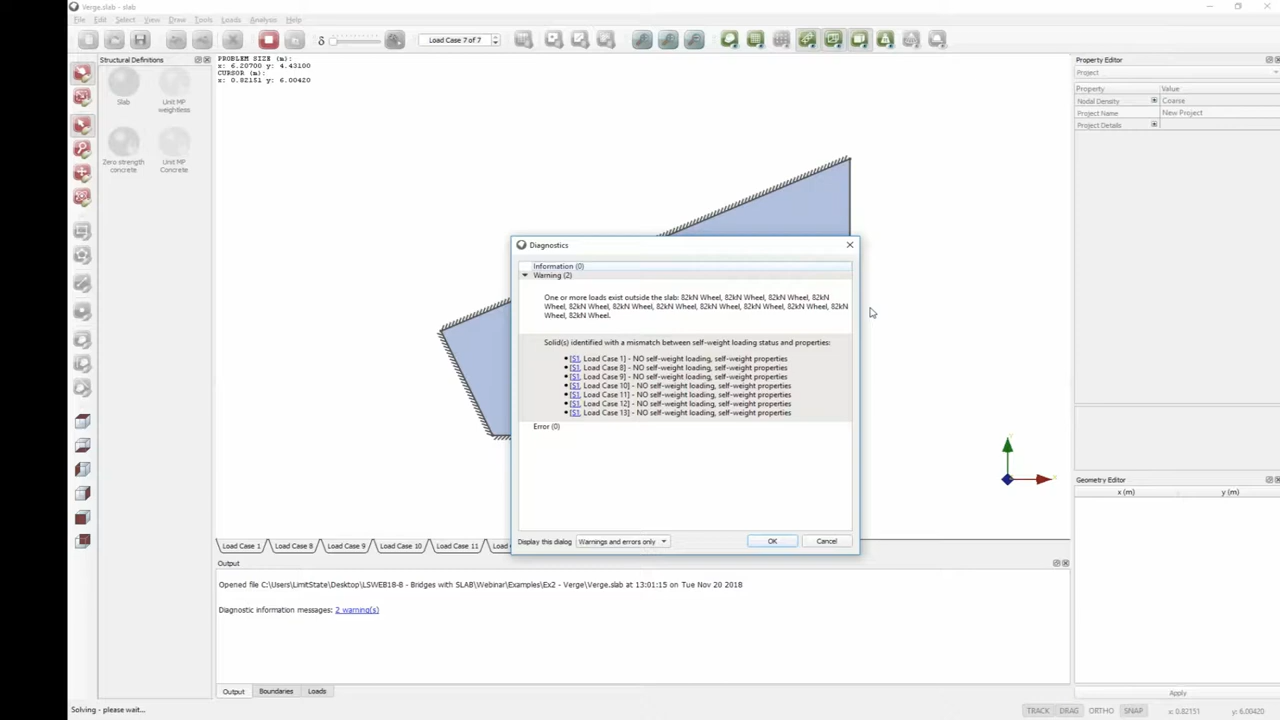 Verge.slab - slab
File Edit Select View Draw Tools Loads Analysis Help
δ
Load Case 7 of 7
Structural Definitions
Slab
Unit MP
weightless
Zero strength
concrete
Unit MP
Concrete
PROBLEM SIZE (m):
x: 6.20700 y: 4.43100
CURSOR (m):
x: 0.82151 y: 6.00420
Diagnostics
Information (0)
Warning (2)
One or more loads exist outside the slab: 82kN Wheel, 82kN Wheel, 82kN Wheel, 82kN
Wheel, 82kN Wheel, 82kN Wheel, 82kN Wheel, 82kN Wheel, 82kN Wheel, 82kN Wheel, 82kN
Wheel, 82kN Wheel.
Solid(s) identified with a mismatch between self-weight loading status and properties:
• [S1, Load Case 1] - NO self-weight loading, self-weight properties
• [S1, Load Case 8] - NO self-weight loading, self-weight properties
• [S1, Load Case 9] - NO self-weight loading, self-weight properties
• [S1, Load Case 10] - NO self-weight loading, self-weight properties
• [S1, Load Case 11] - NO self-weight loading, self-weight properties
• [S1, Load Case 12] - NO self-weight loading, self-weight properties
• [S1, Load Case 13] - NO self-weight loading, self-weight properties
Error (0)
Display this dialog Warnings and errors only
OK Cancel
Load Case 1 Load Case 8 Load Case 9 Load Case 10 Load Case 11
Output
Opened file C:\Users\LimitState\Desktop\LSWEB18-8 - Bridges with SLAB\Webinar\Examples\Ex2 - Verge\Verge.slab at 13:01:15 on Tue Nov 20 2018
Diagnostic information messages: 2 warning(s)
Output Boundaries Loads
Property Editor
Project
Property Value
Nodal Density Coarse
Project Name New Project
Project Details
Geometry Editor
x (m) y (m)
Apply
Solving - please wait...
TRACK DRAG ORTHO SNAP x: 0.82151 y: 6.00420